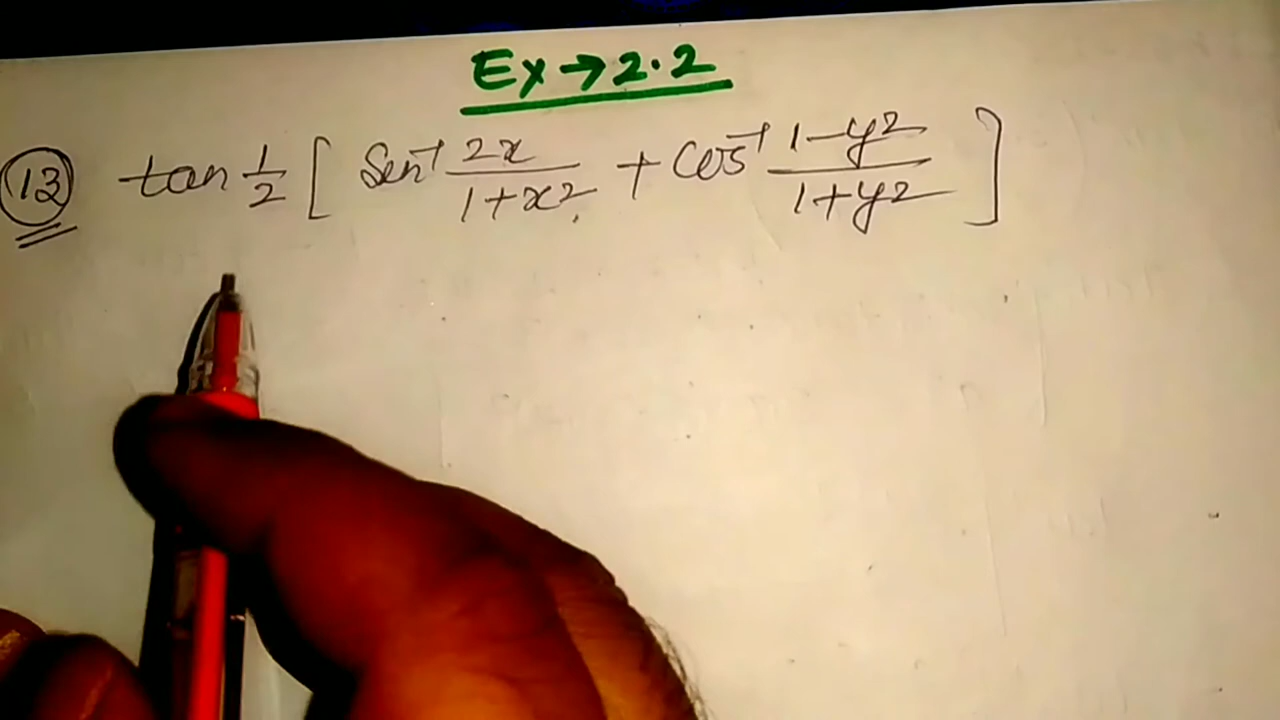 Ex → 2.2
(13) tan 1/2 [ Sin⁻¹ 2x/1+x² + Cos⁻¹ 1-y²/1+y² ]